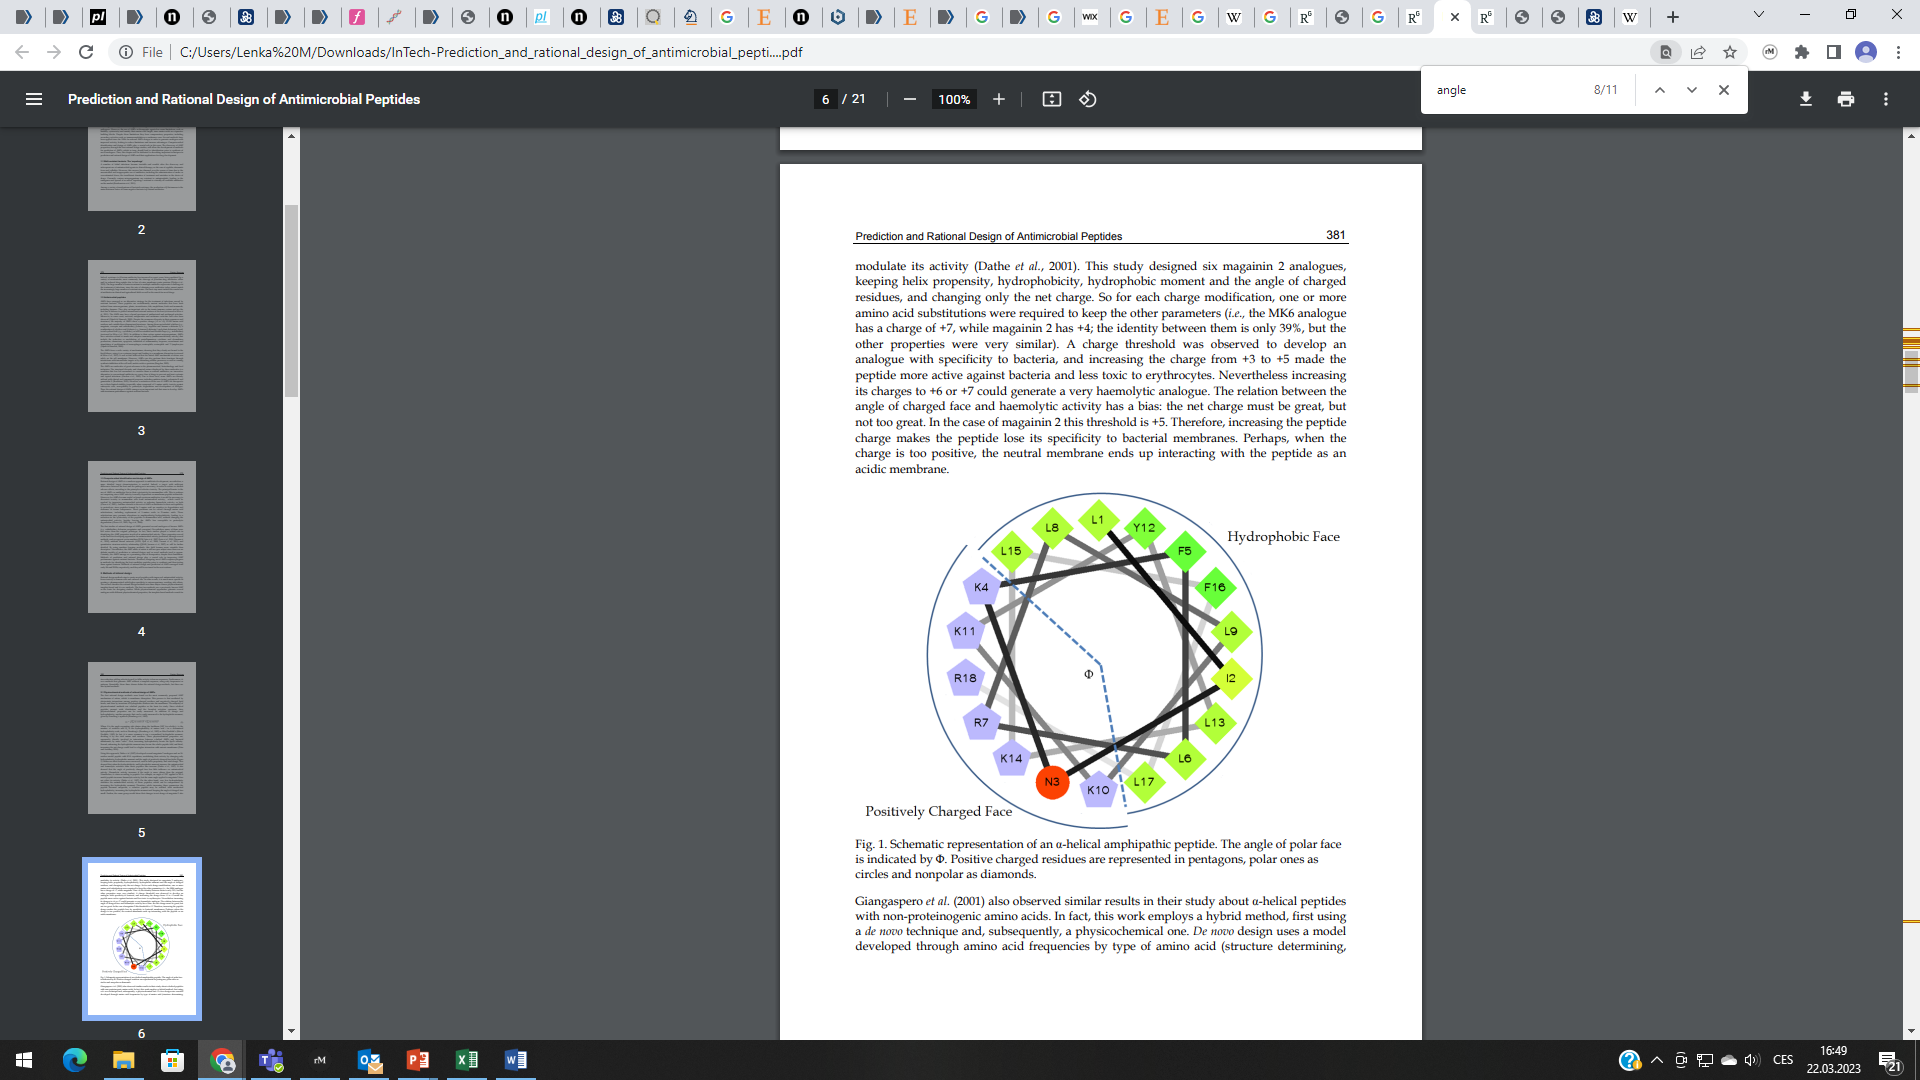 File
C:/Users/Lenka%20M/Downloads/InTech-Prediction_and_rational_design_of_antimicrobial_pepti....pdf
Prediction and Rational Design of Antimicrobial Peptides
6 / 21
100%
angle
8/11
2
3
4
5
6
Prediction and Rational Design of Antimicrobial Peptides 381
modulate its activity (Dathe et al., 2001). This study designed six magainin 2 analogues,
keeping helix propensity, hydrophobicity, hydrophobic moment and the angle of charged
residues, and changing only the net charge. So for each charge modification, one or more
amino acid substitutions were required to keep the other parameters (i.e., the MK6 analogue
has a charge of +7, while magainin 2 has +4; the identity between them is only 39%, but the
other properties were very similar). A charge threshold was observed to develop an
analogue with specificity to bacteria, and increasing the charge from +3 to +5 made the
peptide more active against bacteria and less toxic to erythrocytes. Nevertheless increasing
its charges to +6 or +7 could generate a very haemolytic analogue. The relation between the
angle of charged face and haemolytic activity has a bias: the net charge must be great, but
not too great. In the case of magainin 2 this threshold is +5. Therefore, increasing the peptide
charge makes the peptide lose its specificity to bacterial membranes. Perhaps, when the
charge is too positive, the neutral membrane ends up interacting with the peptide as an
acidic membrane.
L1
L8
Y12
Hydrophobic Face
L15
F5
K4
F16
K11
L9
Φ
R18
I2
R7
L13
K14
L6
N3
K10
L17
Positively Charged Face
Fig. 1. Schematic representation of an α-helical amphipathic peptide. The angle of polar face
is indicated by Φ. Positive charged residues are represented in pentagons, polar ones as
circles and nonpolar as diamonds.
Giangaspero et al. (2001) also observed similar results in their study about α-helical peptides
with non-proteinogenic amino acids. In fact, this work employs a hybrid method, first using
a de novo technique and, subsequently, a physicochemical one. De novo design uses a model
developed through amino acid frequencies by type of amino acid (structure determining,
CES
16:49
22.03.2023
21